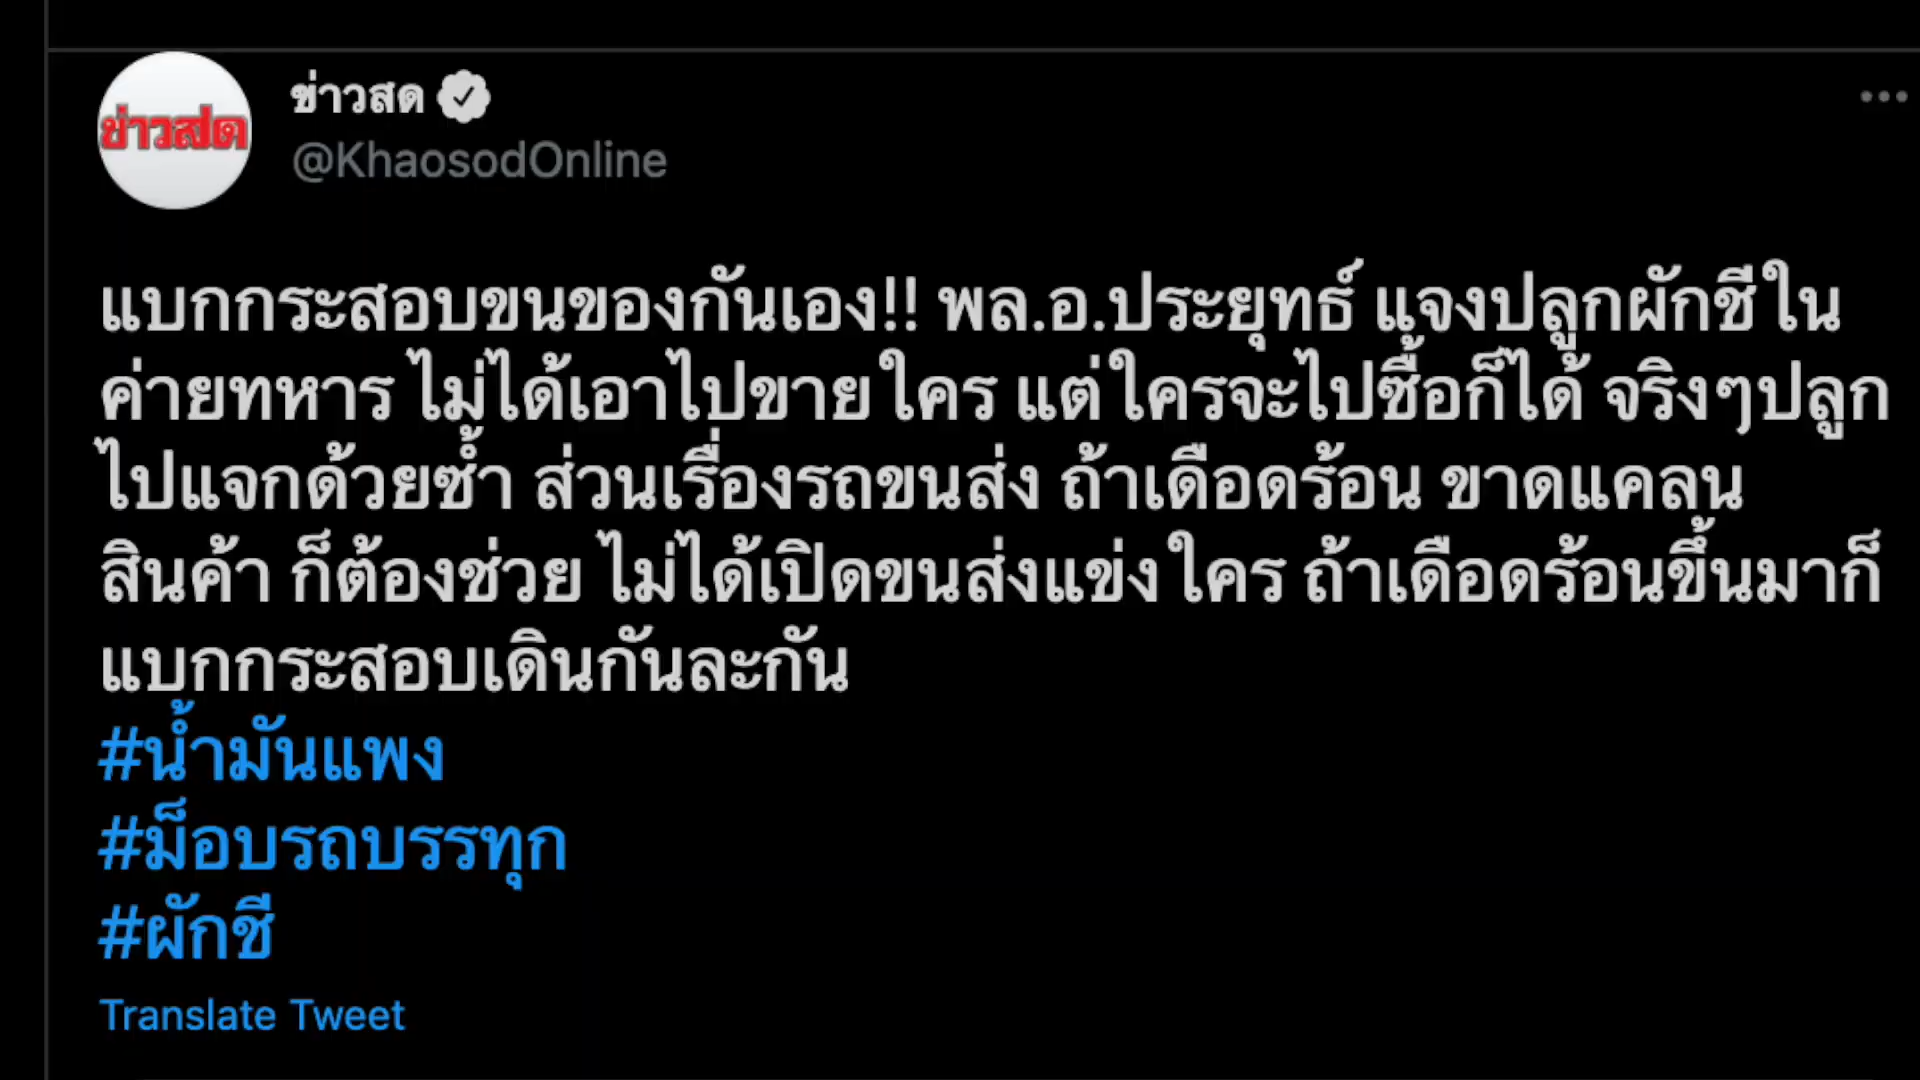 ข่าวสด
ข่าวสด
@KhaosodOnline
แบกกระสอบขนของกันเอง!! พล.อ.ประยุทธ์ แจงปลูกผักชีใน
ค่ายทหาร ไม่ได้เอาไปขายใคร แต่ใครจะไปซื้อก็ได้ จริงๆปลูก
ไปแจกด้วยซ้ำ ส่วนเรื่องรถขนส่ง ถ้าเดือดร้อน ขาดแคลน
สินค้า ก็ต้องช่วย ไม่ได้เปิดขนส่งแข่งใคร ถ้าเดือดร้อนขึ้นมาก็
แบกกระสอบเดินกันละกัน
#น้ำมันแพง
#ม็อบรถบรรทุก
#ผักชี
Translate Tweet